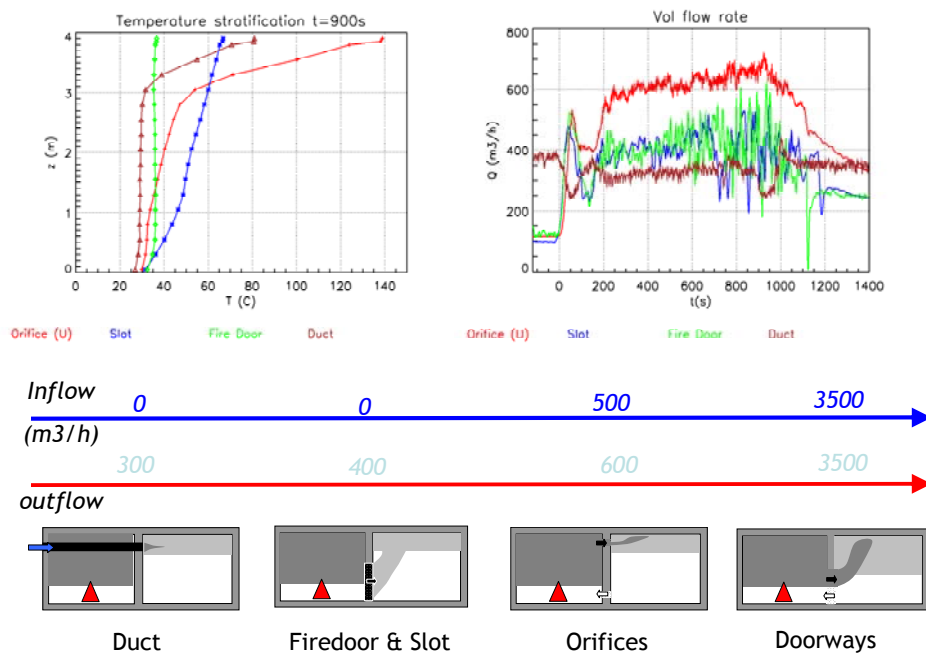 Temperature stratification t=900s
4
3
2
1
0
z (m)
0 20 40 60 80 100 120 140
T (C)
Orifice (U) Slot Fire Door Duct
Vol flow rate
800
600
400
200
0
Q (m3/h)
0 200 400 600 800 1000 1200 1400
t(s)
Orifice (U) Slot Fire Door Duct
Inflow
(m3/h)
0 0 500 3500
300 400 600 3500
outflow
Duct Firedoor & Slot Orifices Doorways